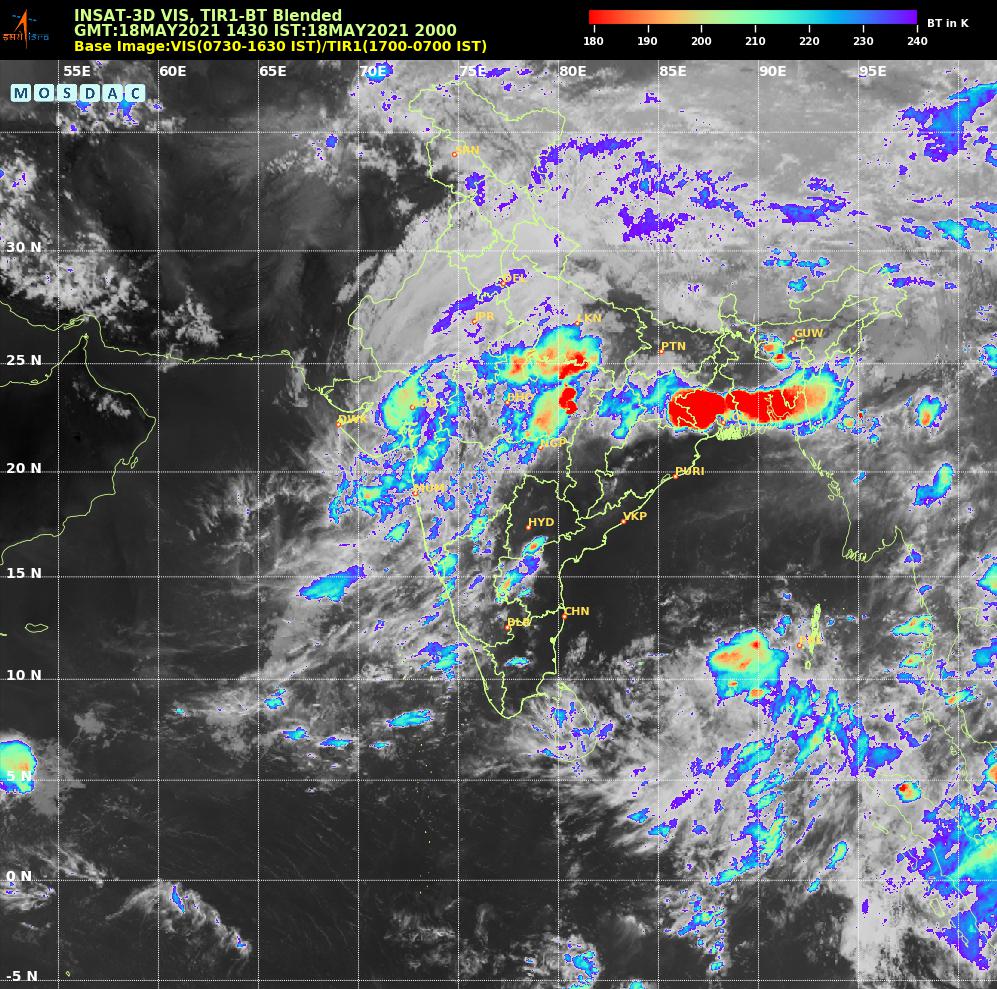 INSAT-3D VIS, TIR1-BT Blended
GMT:18MAY2021 1430 IST:18MAY2021 2000
Base Image:VIS(0730-1630 IST)/TIR1(1700-0700 IST)
BT in K
180 190 200 210 220 230 240
55E 60E 65E 70E 75E 80E 85E 90E 95E
M O S D A C
SRN
30 N
DEL
JPR
LKN
GUW
PTN
25 N
BHO
DWK
NGP
20 N
PURI
MUM
HYD
VKP
15 N
CHN
BLR
10 N
5 N
0 N
-5 N